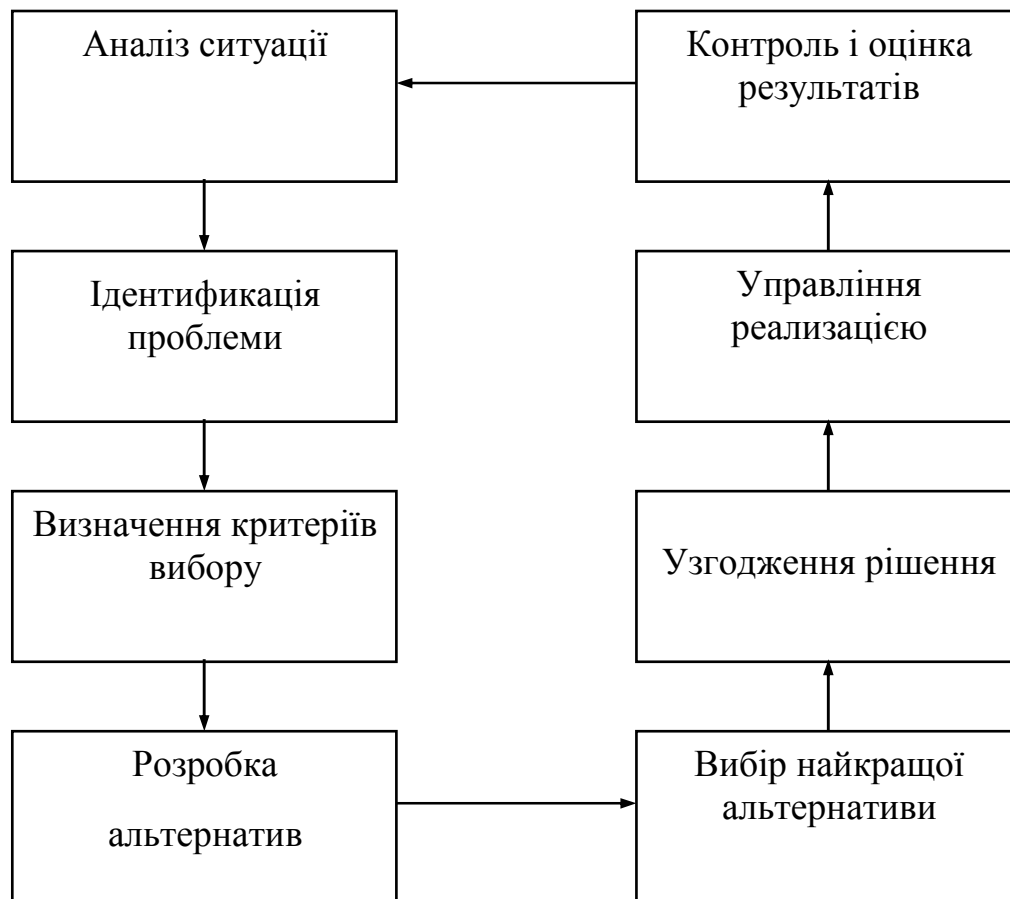 Аналіз ситуації
Контроль і оцінка
результатів
Ідентификація
проблеми
Управління
реализацією
Визначення критеріїв
вибору
Узгодження рішення
Розробка
альтернатив
Вибір найкращої
альтернативи